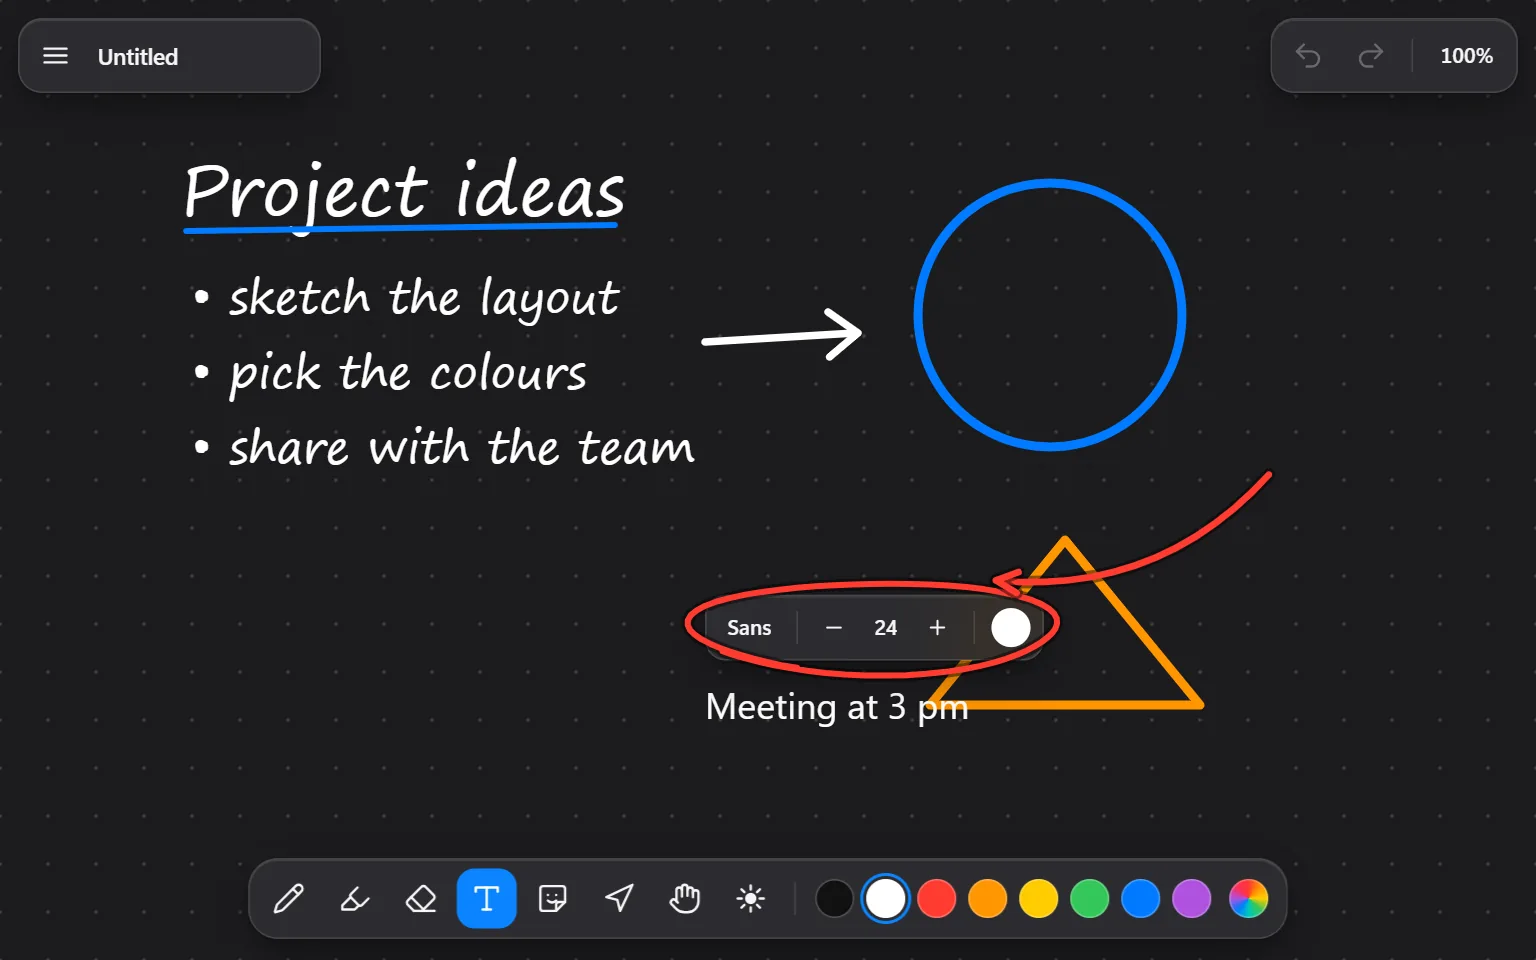 Untitled
100%
Project ideas
• sketch the layout
• pick the colours
• share with the team
Sans − 24 +
Meeting at 3 pm
T